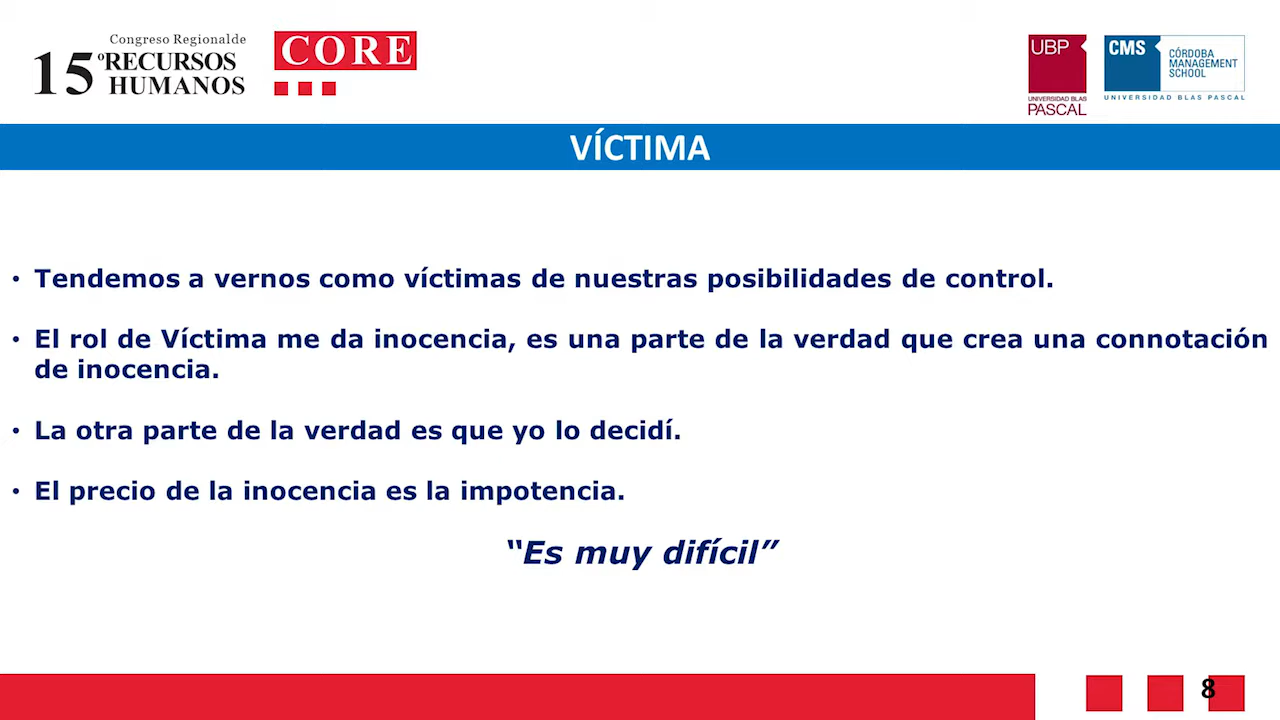 Congreso Regionalde
15º RECURSOS
HUMANOS
CORE
UBP
UNIVERSIDAD BLAS
PASCAL
CMS
CÓRDOBA
MANAGEMENT
SCHOOL
UNIVERSIDAD BLAS PASCAL
VÍCTIMA
• Tendemos a vernos como víctimas de nuestras posibilidades de control.
• El rol de Víctima me da inocencia, es una parte de la verdad que crea una connotación
de inocencia.
• La otra parte de la verdad es que yo lo decidí.
• El precio de la inocencia es la impotencia.
“Es muy difícil”
8